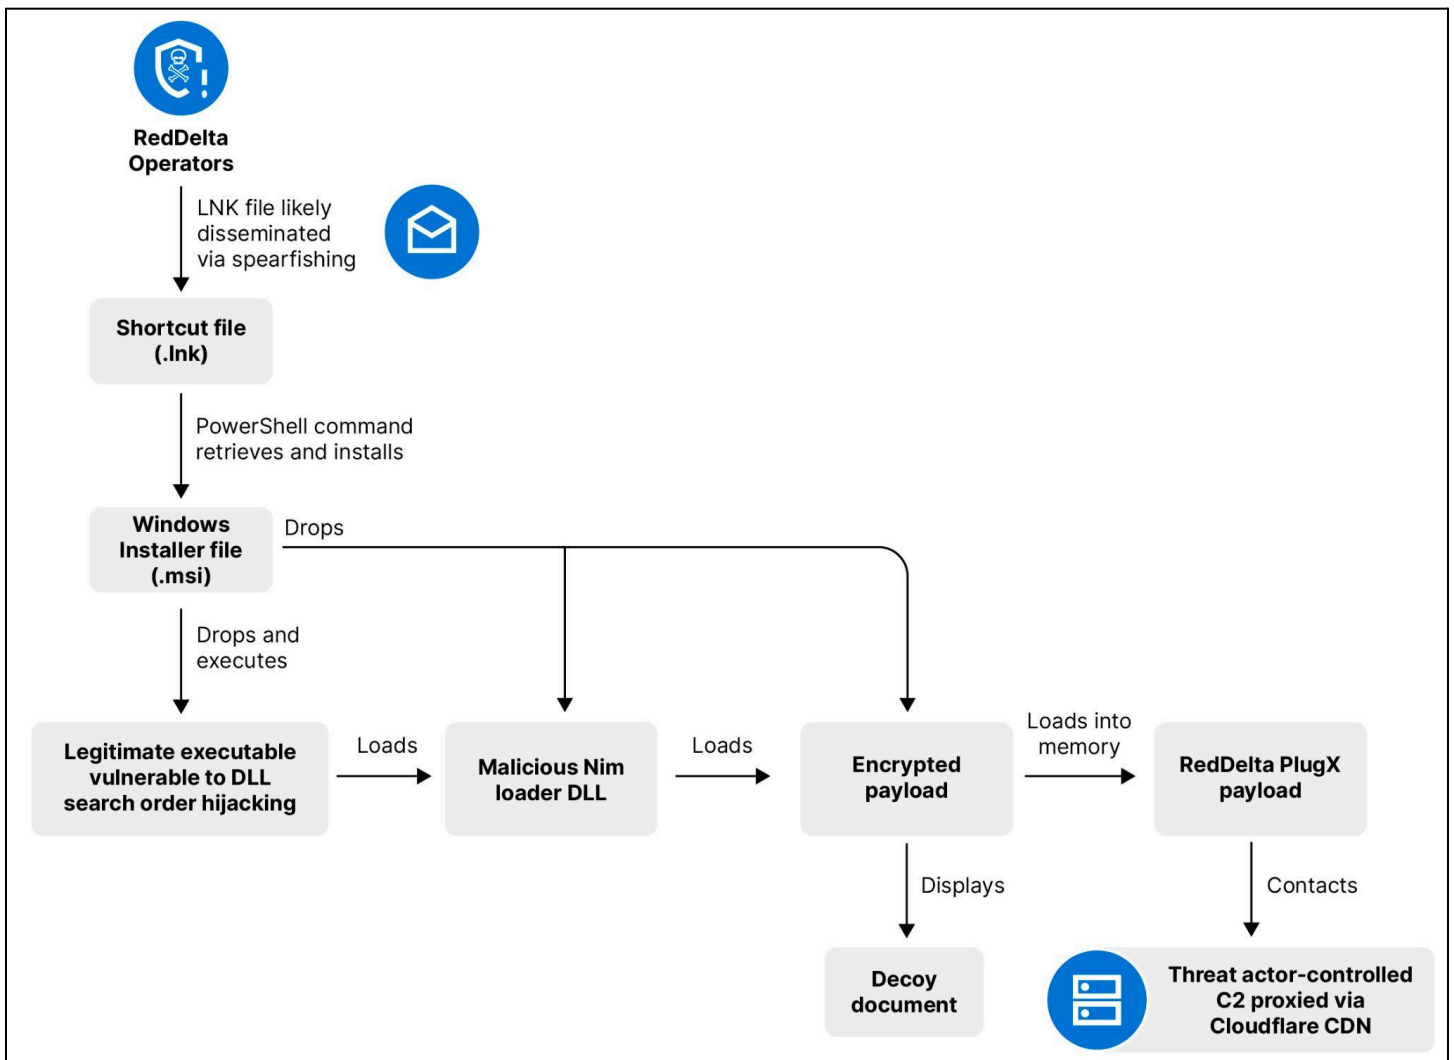 RedDelta
Operators
LNK file likely
disseminated
via spearfishing
Shortcut file
(.lnk)
PowerShell command
retrieves and installs
Windows
Installer file
(.msi)
Drops
Drops and
executes
Legitimate executable
vulnerable to DLL
search order hijacking
Loads
Malicious Nim
loader DLL
Loads
Encrypted
payload
Loads into
memory
RedDelta PlugX
payload
Displays
Contacts
Decoy
document
Threat actor-controlled
C2 proxied via
Cloudflare CDN